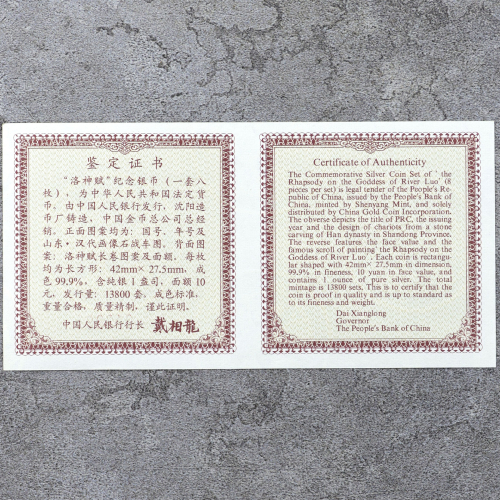 鉴定证书
“洛神赋”纪念银币（一套八
枚），为中华人民共和国法定货
币。由中国人民银行发行，沈阳造
币厂铸造，中国金币总公司总经
销。正面图案均为：国号、年号及
山东·汉代画像石战车图。背面图
案：洛神赋长卷图案及面额。每枚
均为长方形：42mm×27.5mm，成
色99.9%，含纯银1盎司，面额10
元，发行量：13800套。成色标准，
重量合格，质量精制，谨此证明。
中国人民银行行长 戴相龍
Certificate of Authenticity
The Commemorative Silver Coin Set of ' the
Rhapsody on the Goddess of River Luo' (8
pieces per set) is legal tender of the People's Re-
public of China, issued by the People's Bank of
China, minted by Shenyang Mint, and solely
distributed by China Gold Coin Incorporation.
The obverse depicts the title of PRC, the issuing
year and the design of chariots from a stone
carving of Han dynasty in Shandong Province.
The reverse features the face value and the
famous scroll of painting 'the Rhapsody on the
Goddess of River Luo' . Each coin is rectangu-
lar shaped with 42mm×27.5mm in dimension,
99.9% in fineness, 10 yuan in face value, and
contains 1 ounce of pure silver. The total
mintage is 13800 sets. This is to certify that the
coin is proof in quality and is up to standard as
to its fineness and weight.
Dai Xianglong
Governor
The People's Bank of China